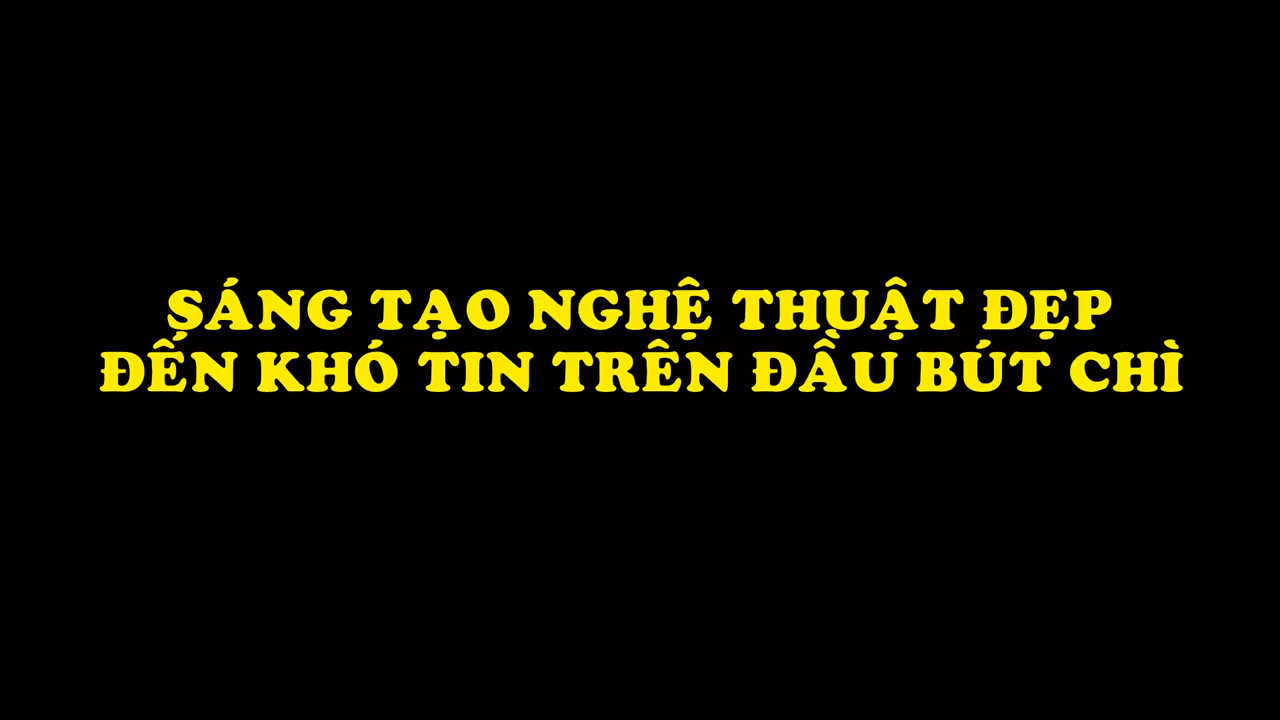 SÁNG TẠO NGHỆ THUẬT ĐẸP
ĐẾN KHÓ TIN TRÊN ĐẦU BÚT CHÌ